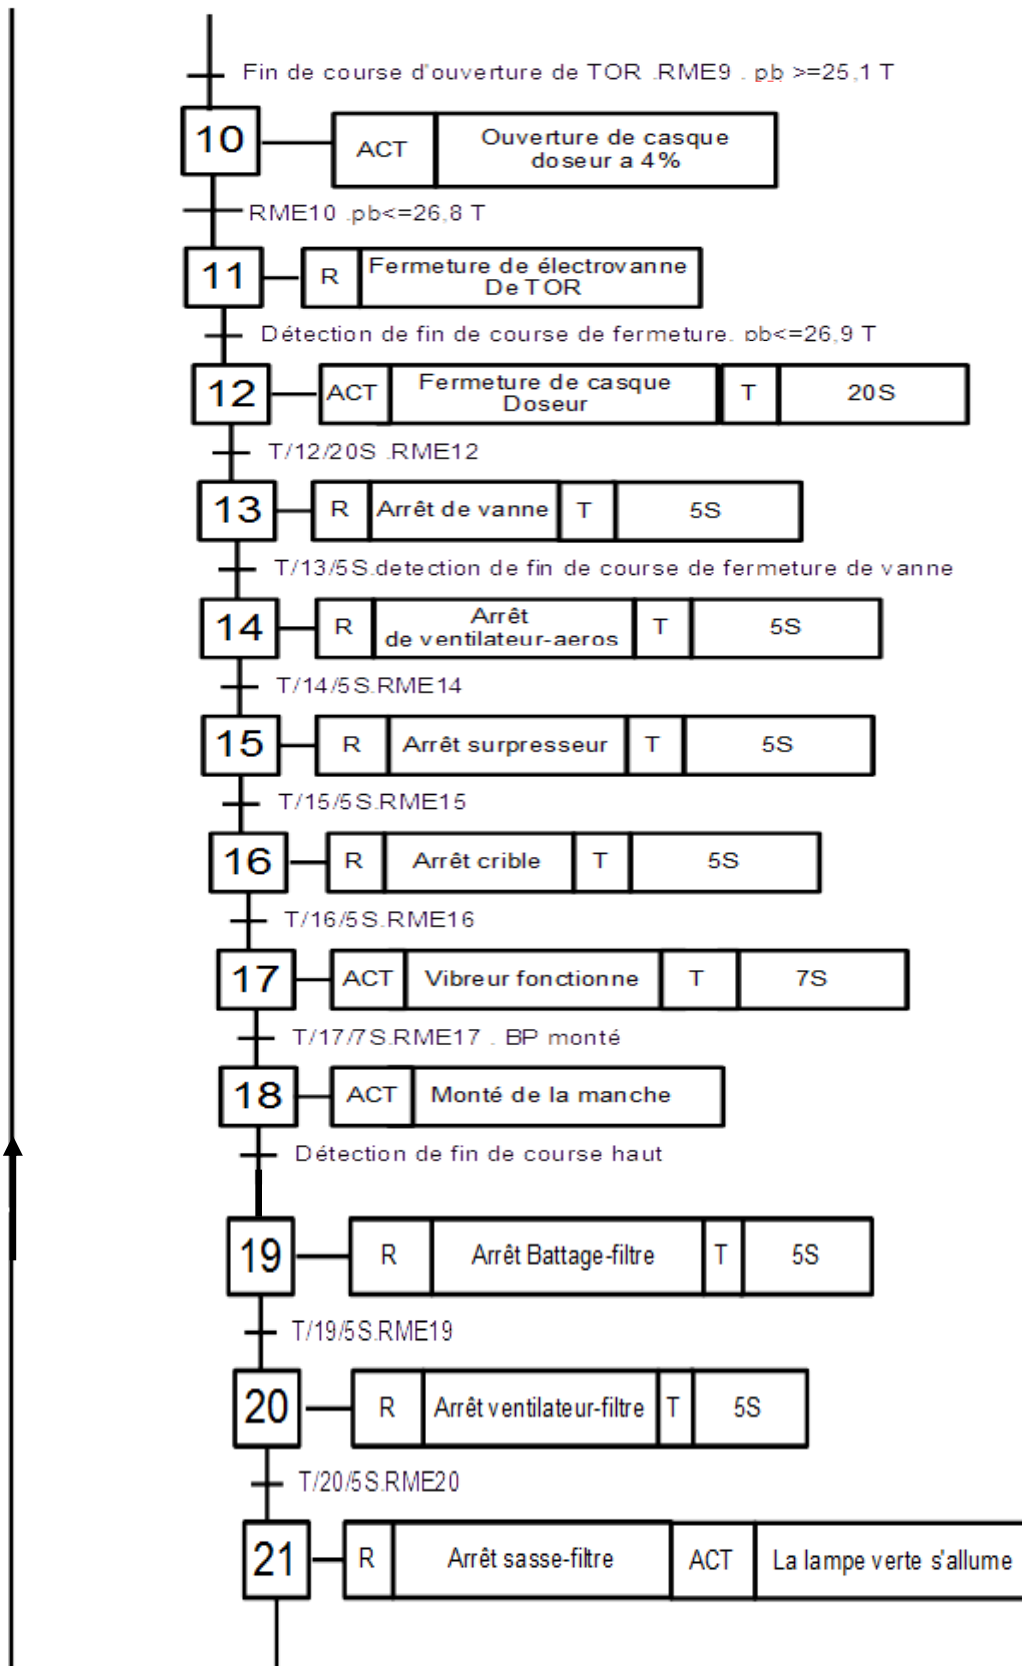 Fin de course d'ouverture de TOR .RME9 . pb >=25,1 T
10
ACT
Ouverture de casque
doseur a 4%
RME10 .pb<=26,8 T
11
R
Fermeture de électrovanne
De TOR
Détection de fin de course de fermeture. pb<=26,9 T
12
ACT
Fermeture de casque
Doseur
T
20S
T/12/20S .RME12
13
R
Arrêt de vanne
T
5S
T/13/5S.detection de fin de course de fermeture de vanne
14
R
Arrêt
de ventilateur-aeros
T
5S
T/14/5S.RME14
15
R
Arrêt surpresseur
T
5S
T/15/5S.RME15
16
R
Arrêt crible
T
5S
T/16/5S.RME16
17
ACT
Vibreur fonctionne
T
7S
T/17/7S.RME17 . BP monté
18
ACT
Monté de la manche
Détection de fin de course haut
19
R
Arrêt Battage-filtre
T
5S
T/19/5S.RME19
20
R
Arrêt ventilateur-filtre
T
5S
T/20/5S.RME20
21
R
Arrêt sasse-filtre
ACT
La lampe verte s'allume